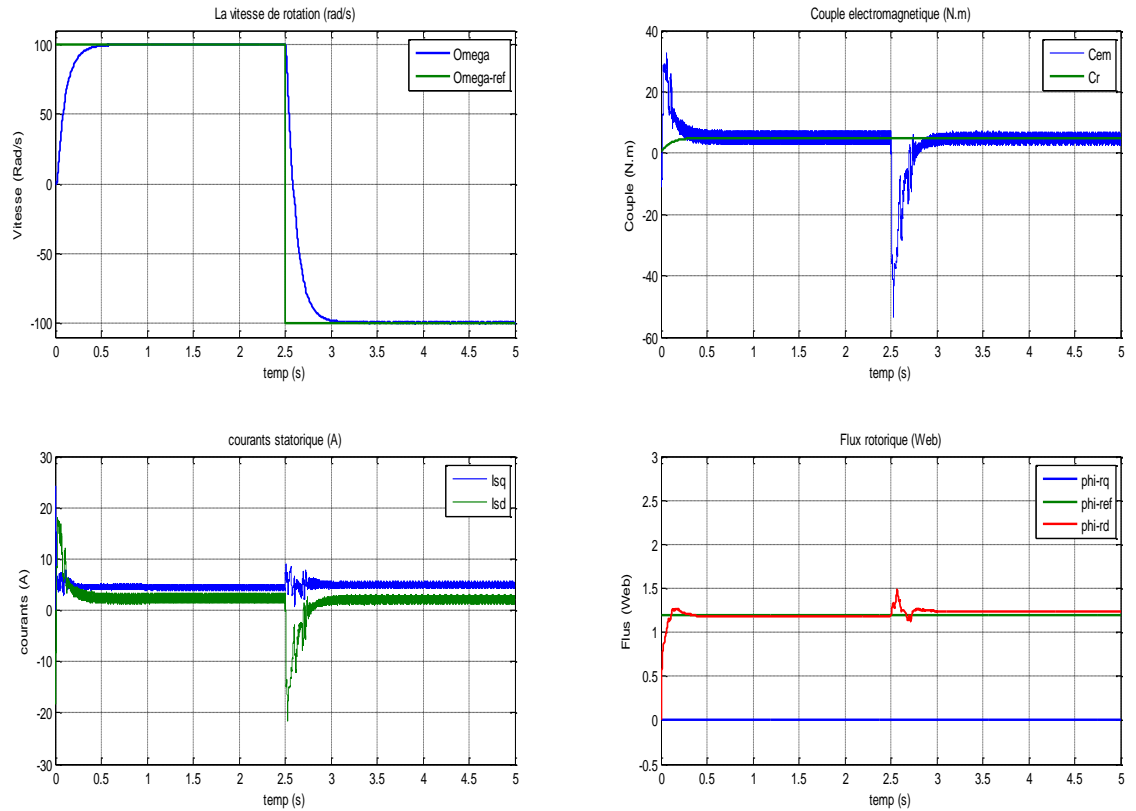 La vitesse de rotation (rad/s)
Vitesse (Rad/s)
100
50
0
-50
-100
Omega
Omega-ref
0 0.5 1 1.5 2 2.5 3 3.5 4 4.5 5
temp (s)
Couple electromagnetique (N.m)
Couple (N.m)
40
20
0
-20
-40
-60
Cem
Cr
0 0.5 1 1.5 2 2.5 3 3.5 4 4.5 5
temp (s)
courants statorique (A)
courants (A)
30
20
10
0
-10
-20
-30
Isq
Isd
0 0.5 1 1.5 2 2.5 3 3.5 4 4.5 5
temp (s)
Flux rotorique (Web)
Flus (Web)
3
2.5
2
1.5
1
0.5
0
-0.5
phi-rq
phi-ref
phi-rd
0 0.5 1 1.5 2 2.5 3 3.5 4 4.5 5
temp (s)